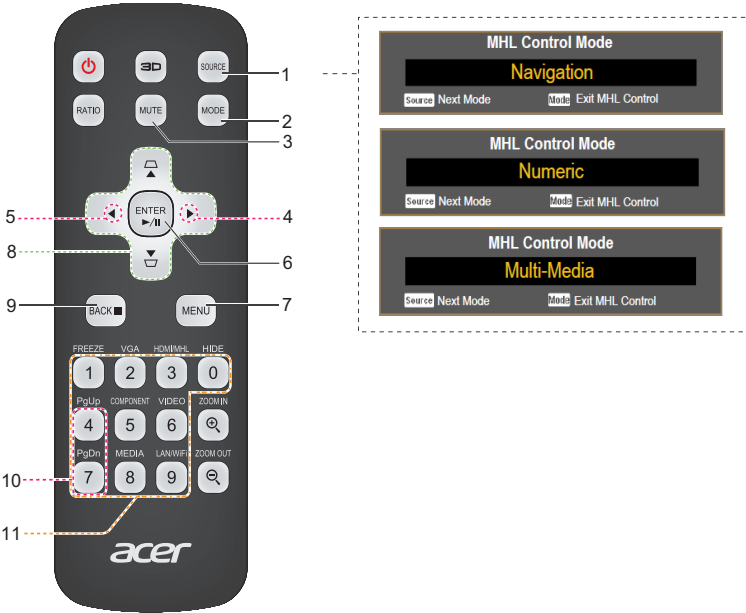 3D
SOURCE
1
RATIO
MUTE
MODE
2
3
5
ENTER
4
8
6
9
BACK
MENU
7
FREEZE
VGA
HDMI/MHL
HIDE
1
2
3
0
PgUp
COMPONENT
VIDEO
ZOOM IN
4
5
6
PgDn
MEDIA
LAN/WiFi
ZOOM OUT
7
8
9
10
11
acer
MHL Control Mode
Navigation
Source Next Mode
Mode Exit MHL Control
MHL Control Mode
Numeric
Source Next Mode
Mode Exit MHL Control
MHL Control Mode
Multi-Media
Source Next Mode
Mode Exit MHL Control